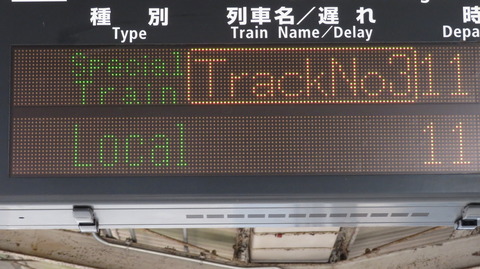 種 別 列車名／遅 れ 時
Type Train Name/Delay Depa
Special
Train TrackNo3 11
Local 11